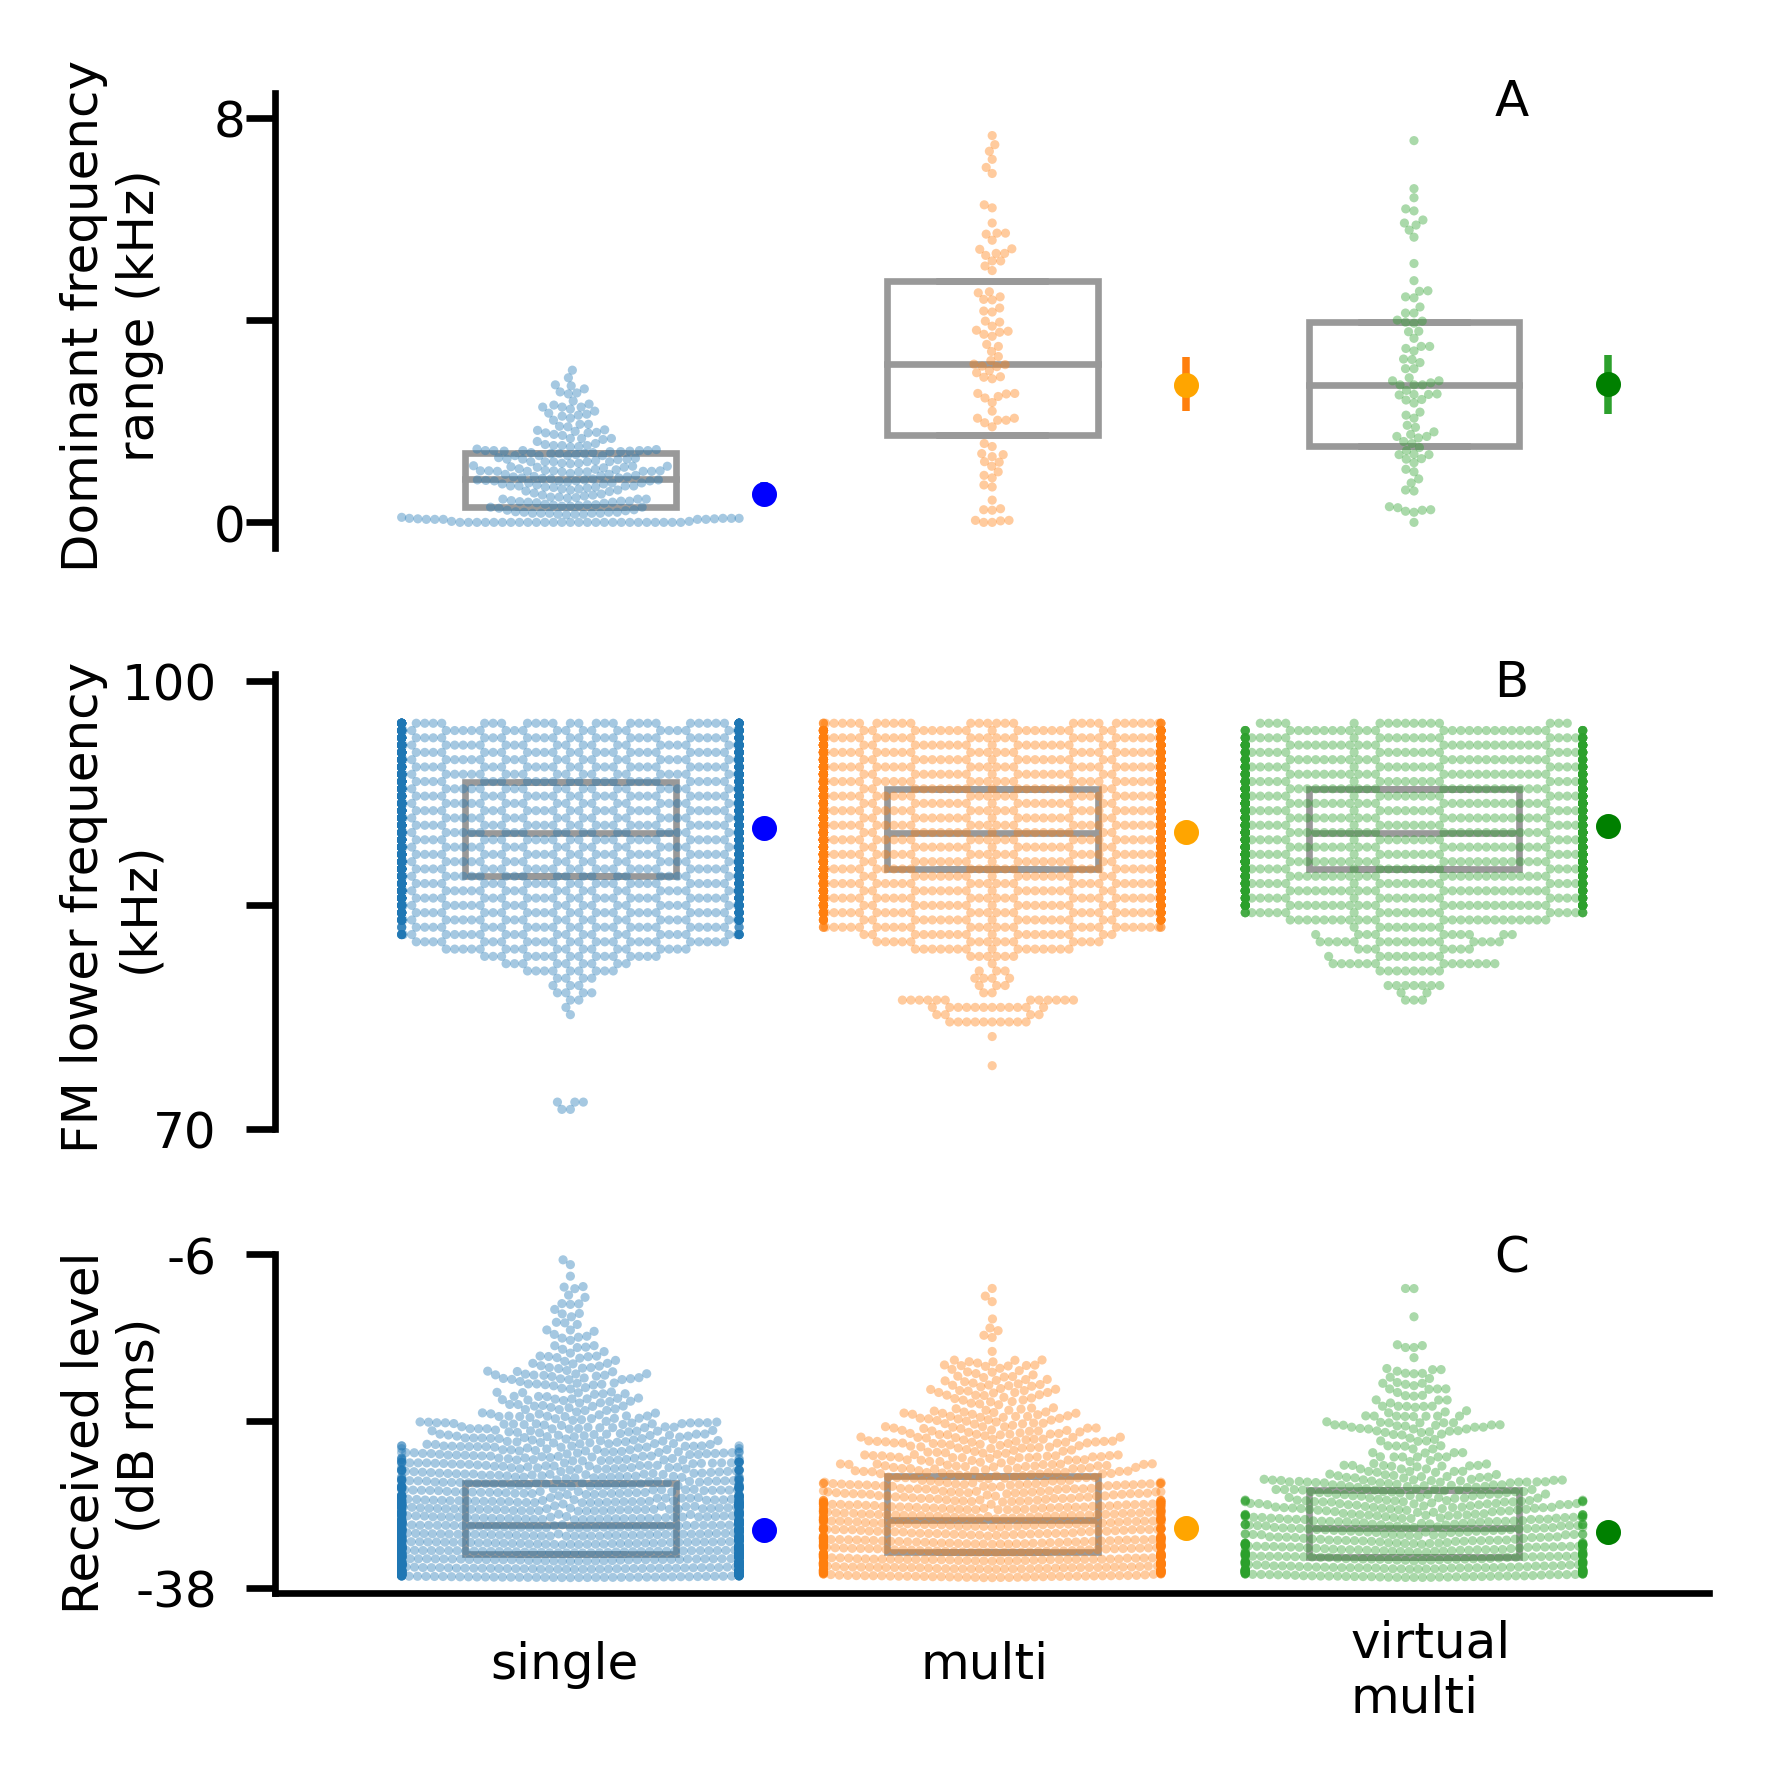 A
Dominant frequency
range (kHz)
8
0
B
FM lower frequency
(kHz)
100
70
C
Received level
(dB rms)
-6
-38
single
multi
virtual
multi